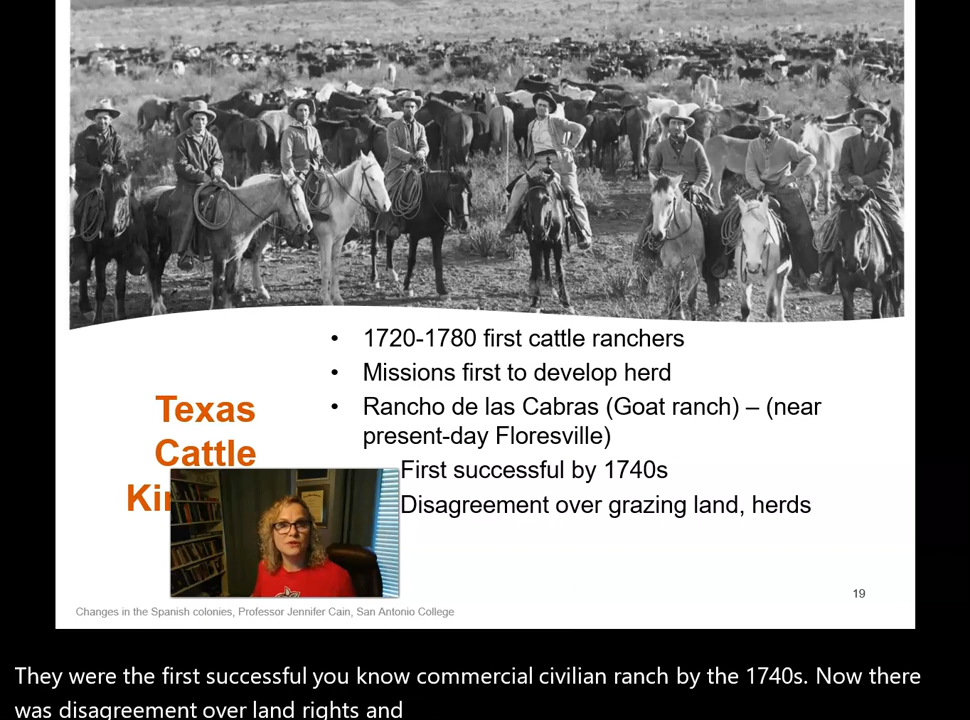 • 1720-1780 first cattle ranchers
• Missions first to develop herd
• Rancho de las Cabras (Goat ranch) – (near
present-day Floresville)
First successful by 1740s
Disagreement over grazing land, herds
Texas
Cattle
19
Changes in the Spanish colonies, Professor Jennifer Cain, San Antonio College
They were the first successful you know commercial civilian ranch by the 1740s. Now there
was disagreement over land rights and